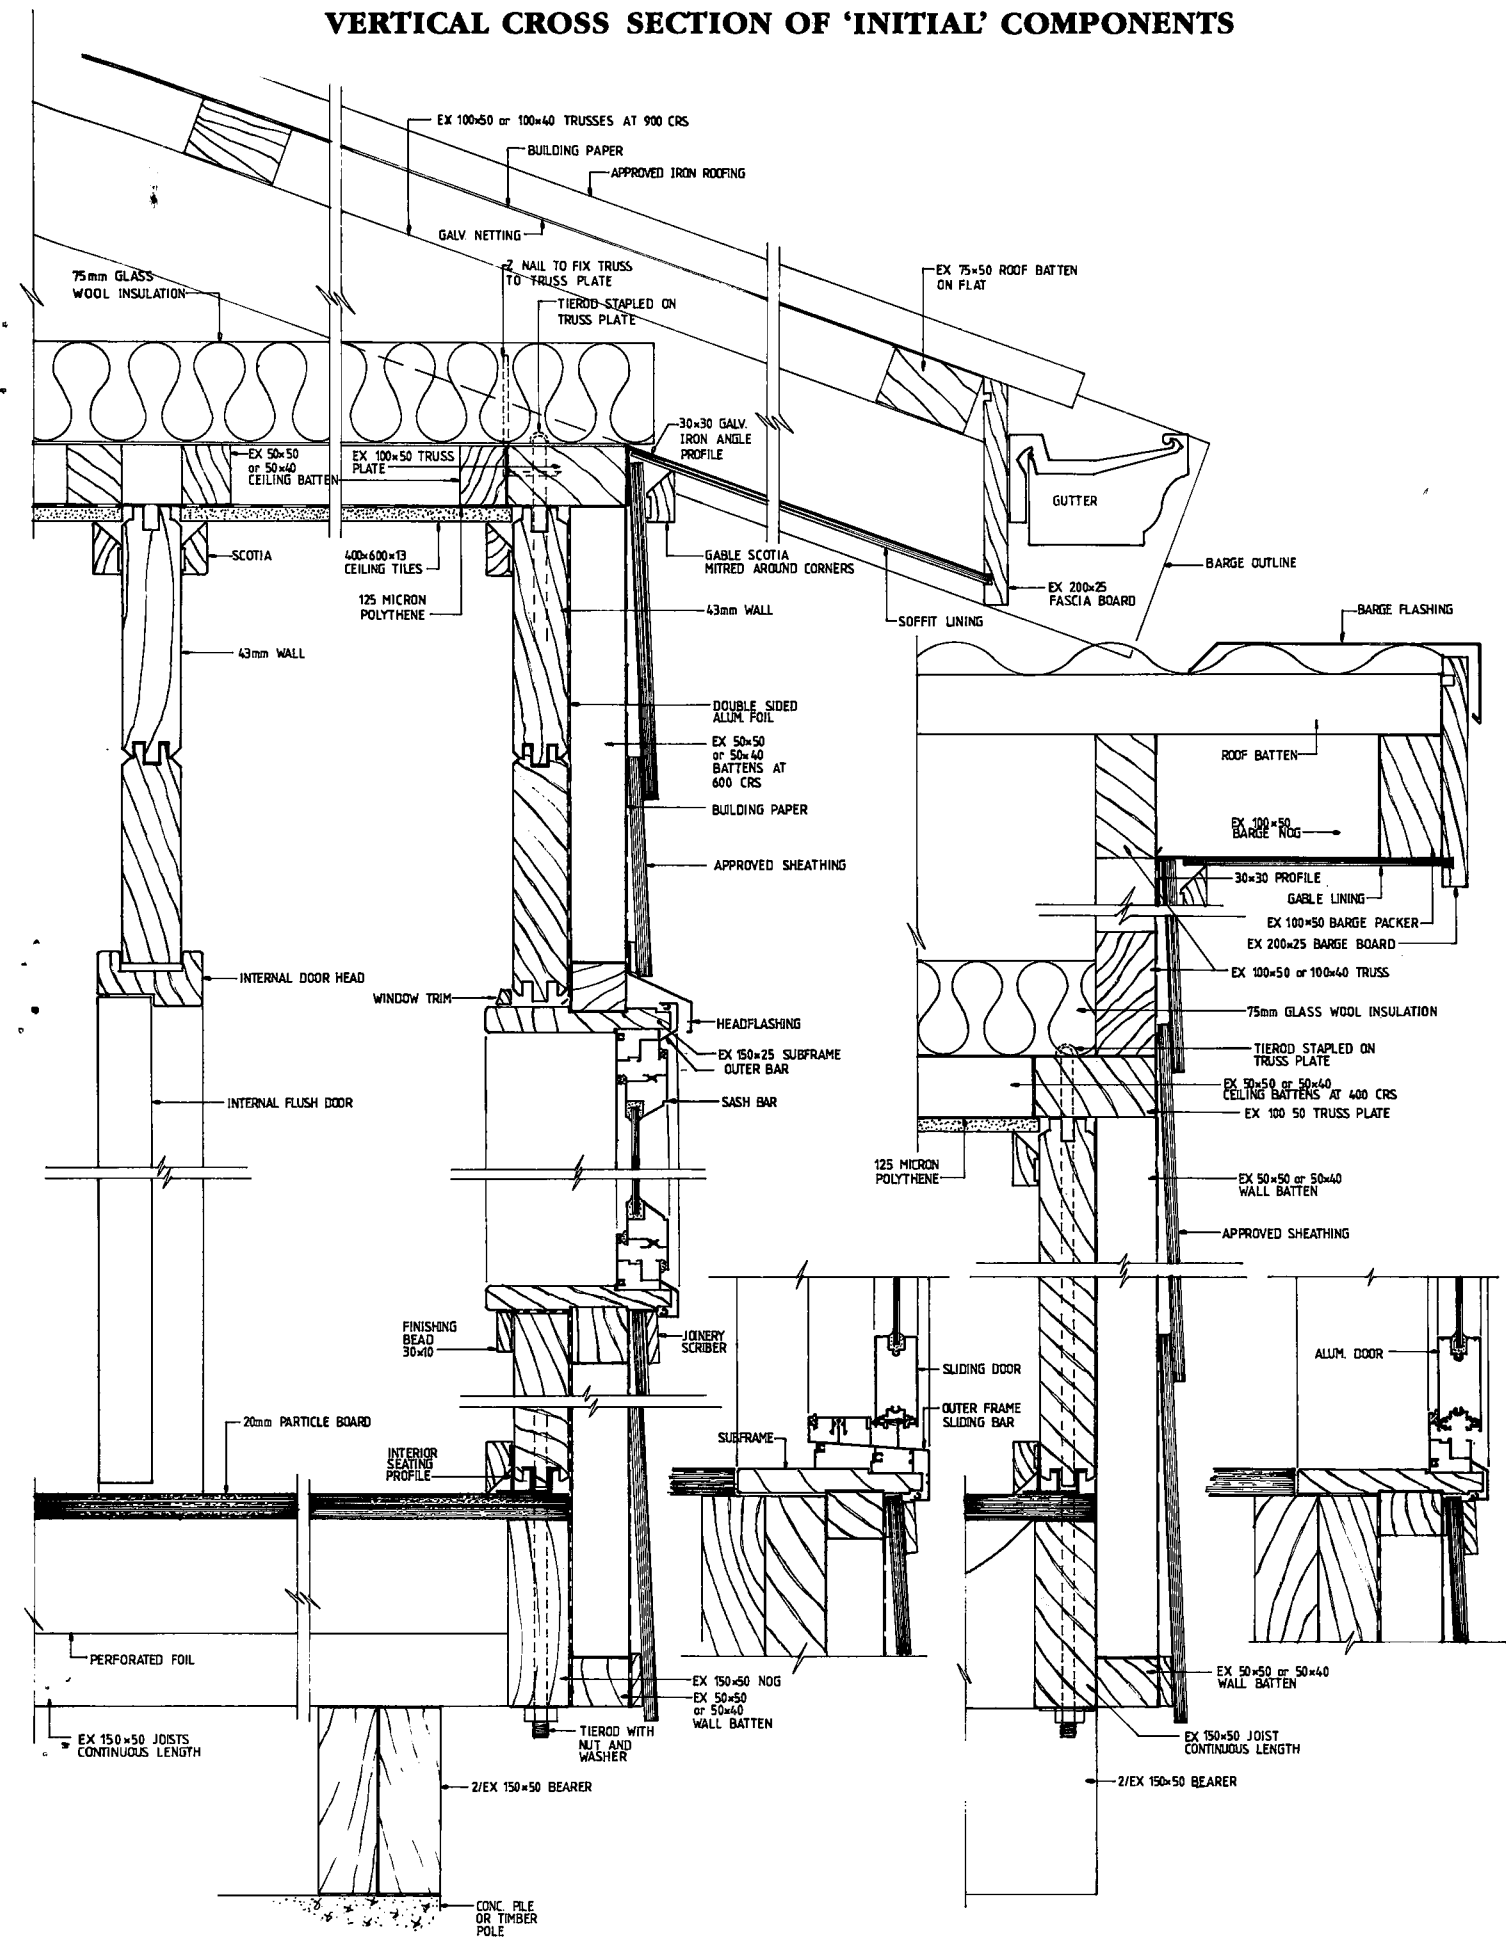 VERTICAL CROSS SECTION OF ‘INITIAL’ COMPONENTS
EX 100×50 or 100×40 TRUSSES AT 900 CRS
BUILDING PAPER
APPROVED IRON ROOFING
GALV. NETTING
75mm GLASS
WOOL INSULATION
Z NAIL TO FIX TRUSS
TO TRUSS PLATE
TIEROD STAPLED ON
TRUSS PLATE
EX 75×50 ROOF BATTEN
ON FLAT
30×30 GALV.
IRON ANGLE
PROFILE
EX 50×50
or 50×40
CEILING BATTEN
EX 100×50 TRUSS
PLATE
GUTTER
SCOTIA
400×600×13
CEILING TILES
GABLE SCOTIA
MITRED AROUND CORNERS
BARGE OUTLINE
EX 200×25
FASCIA BOARD
125 MICRON
POLYTHENE
43mm WALL
SOFFIT LINING
BARGE FLASHING
43mm WALL
DOUBLE SIDED
ALUM. FOIL
EX 50×50
or 50×40
BATTENS AT
600 CRS
ROOF BATTEN
BUILDING PAPER
EX 100×50
BARGE NOG
APPROVED SHEATHING
30×30 PROFILE
GABLE LINING
EX 100×50 BARGE PACKER
EX 200×25 BARGE BOARD
INTERNAL DOOR HEAD
EX 100×50 or 100×40 TRUSS
WINDOW TRIM
75mm GLASS WOOL INSULATION
HEADFLASHING
TIEROD STAPLED ON
TRUSS PLATE
EX 150×25 SUBFRAME
OUTER BAR
EX 50×50 or 50×40
CEILING BATTENS AT 400 CRS
INTERNAL FLUSH DOOR
SASH BAR
EX 100 50 TRUSS PLATE
125 MICRON
POLYTHENE
EX 50×50 or 50×40
WALL BATTEN
APPROVED SHEATHING
FINISHING
BEAD
30×10
JOINERY
SCRIBER
SLIDING DOOR
ALUM. DOOR
20mm PARTICLE BOARD
OUTER FRAME
SLIDING BAR
SUBFRAME
INTERIOR
SEATING
PROFILE
PERFORATED FOIL
EX 150×50 NOG
EX 50×50
or 50×40
WALL BATTEN
EX 50×50 or 50×40
WALL BATTEN
EX 150×50 JOISTS
CONTINUOUS LENGTH
TIEROD WITH
NUT AND
WASHER
EX 150×50 JOIST
CONTINUOUS LENGTH
2/EX 150×50 BEARER
2/EX 150×50 BEARER
CONC. PILE
OR TIMBER
POLE